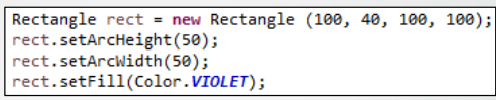 Rectangle rect = new Rectangle (100, 40, 100, 100);
rect.setArcHeight(50);
rect.setArcWidth(50);
rect.setFill(Color.VIOLET);